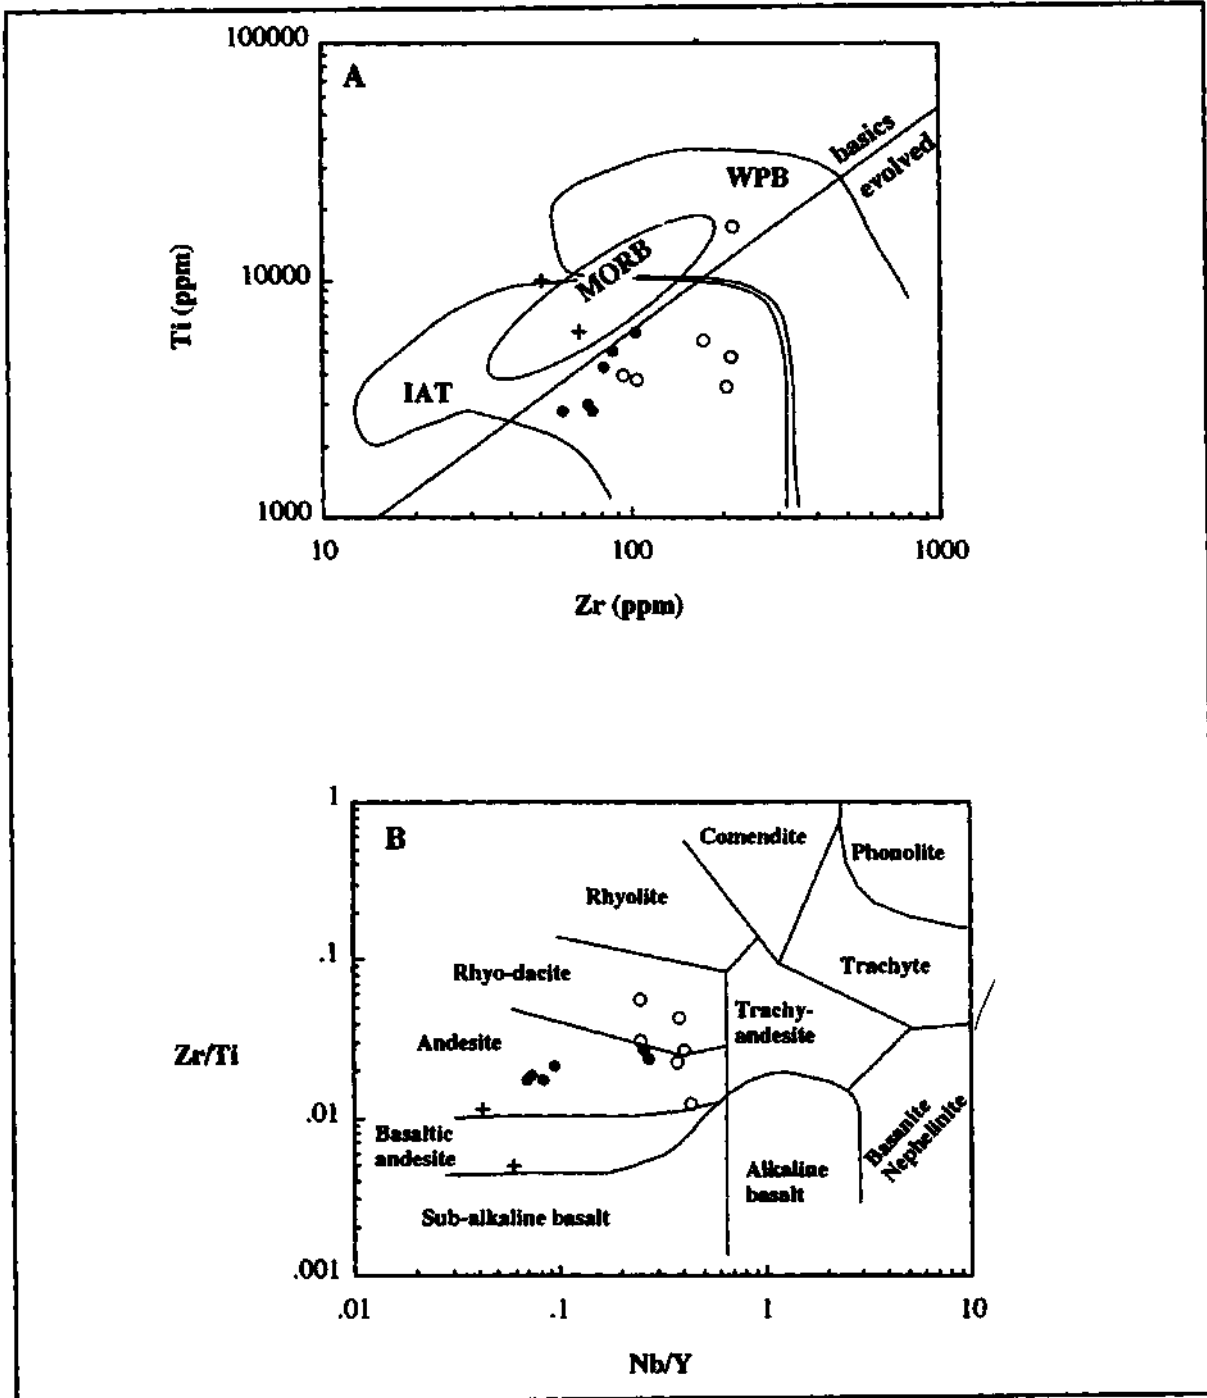 100000
A
basics
evolved
WPB
Ti (ppm)
10000
MORB
IAT
1000
10
100
1000
Zr (ppm)
1
B
Comendite
Phonolite
Rhyolite
.1
Rhyo-dacite
Trachyte
Trachy-
andesite
Andesite
Zr/Ti
.01
Basaltic
andesite
Basanite
Nephelinite
Alkaline
basalt
Sub-alkaline basalt
.001
.01
.1
1
10
Nb/Y